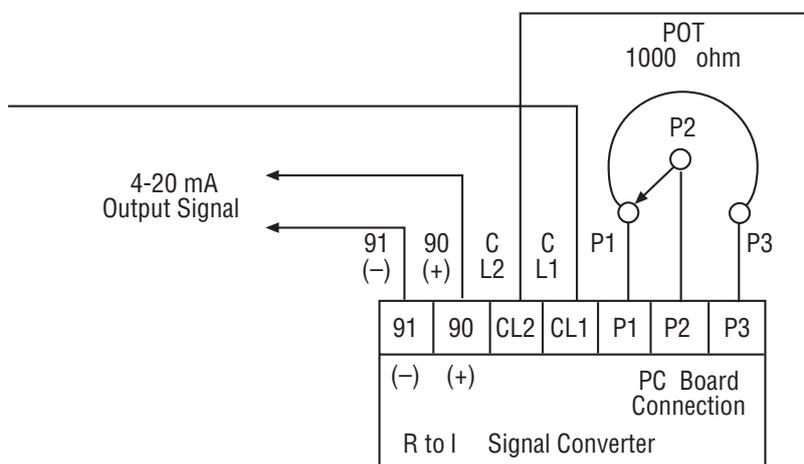 POT
1000 ohm
P2
4-20 mA
Output Signal
91 90 C C P1 P3
(–) (+) L2 L1
91 90 CL2 CL1 P1 P2 P3
(–) (+)
PC Board
Connection
R to I Signal Converter